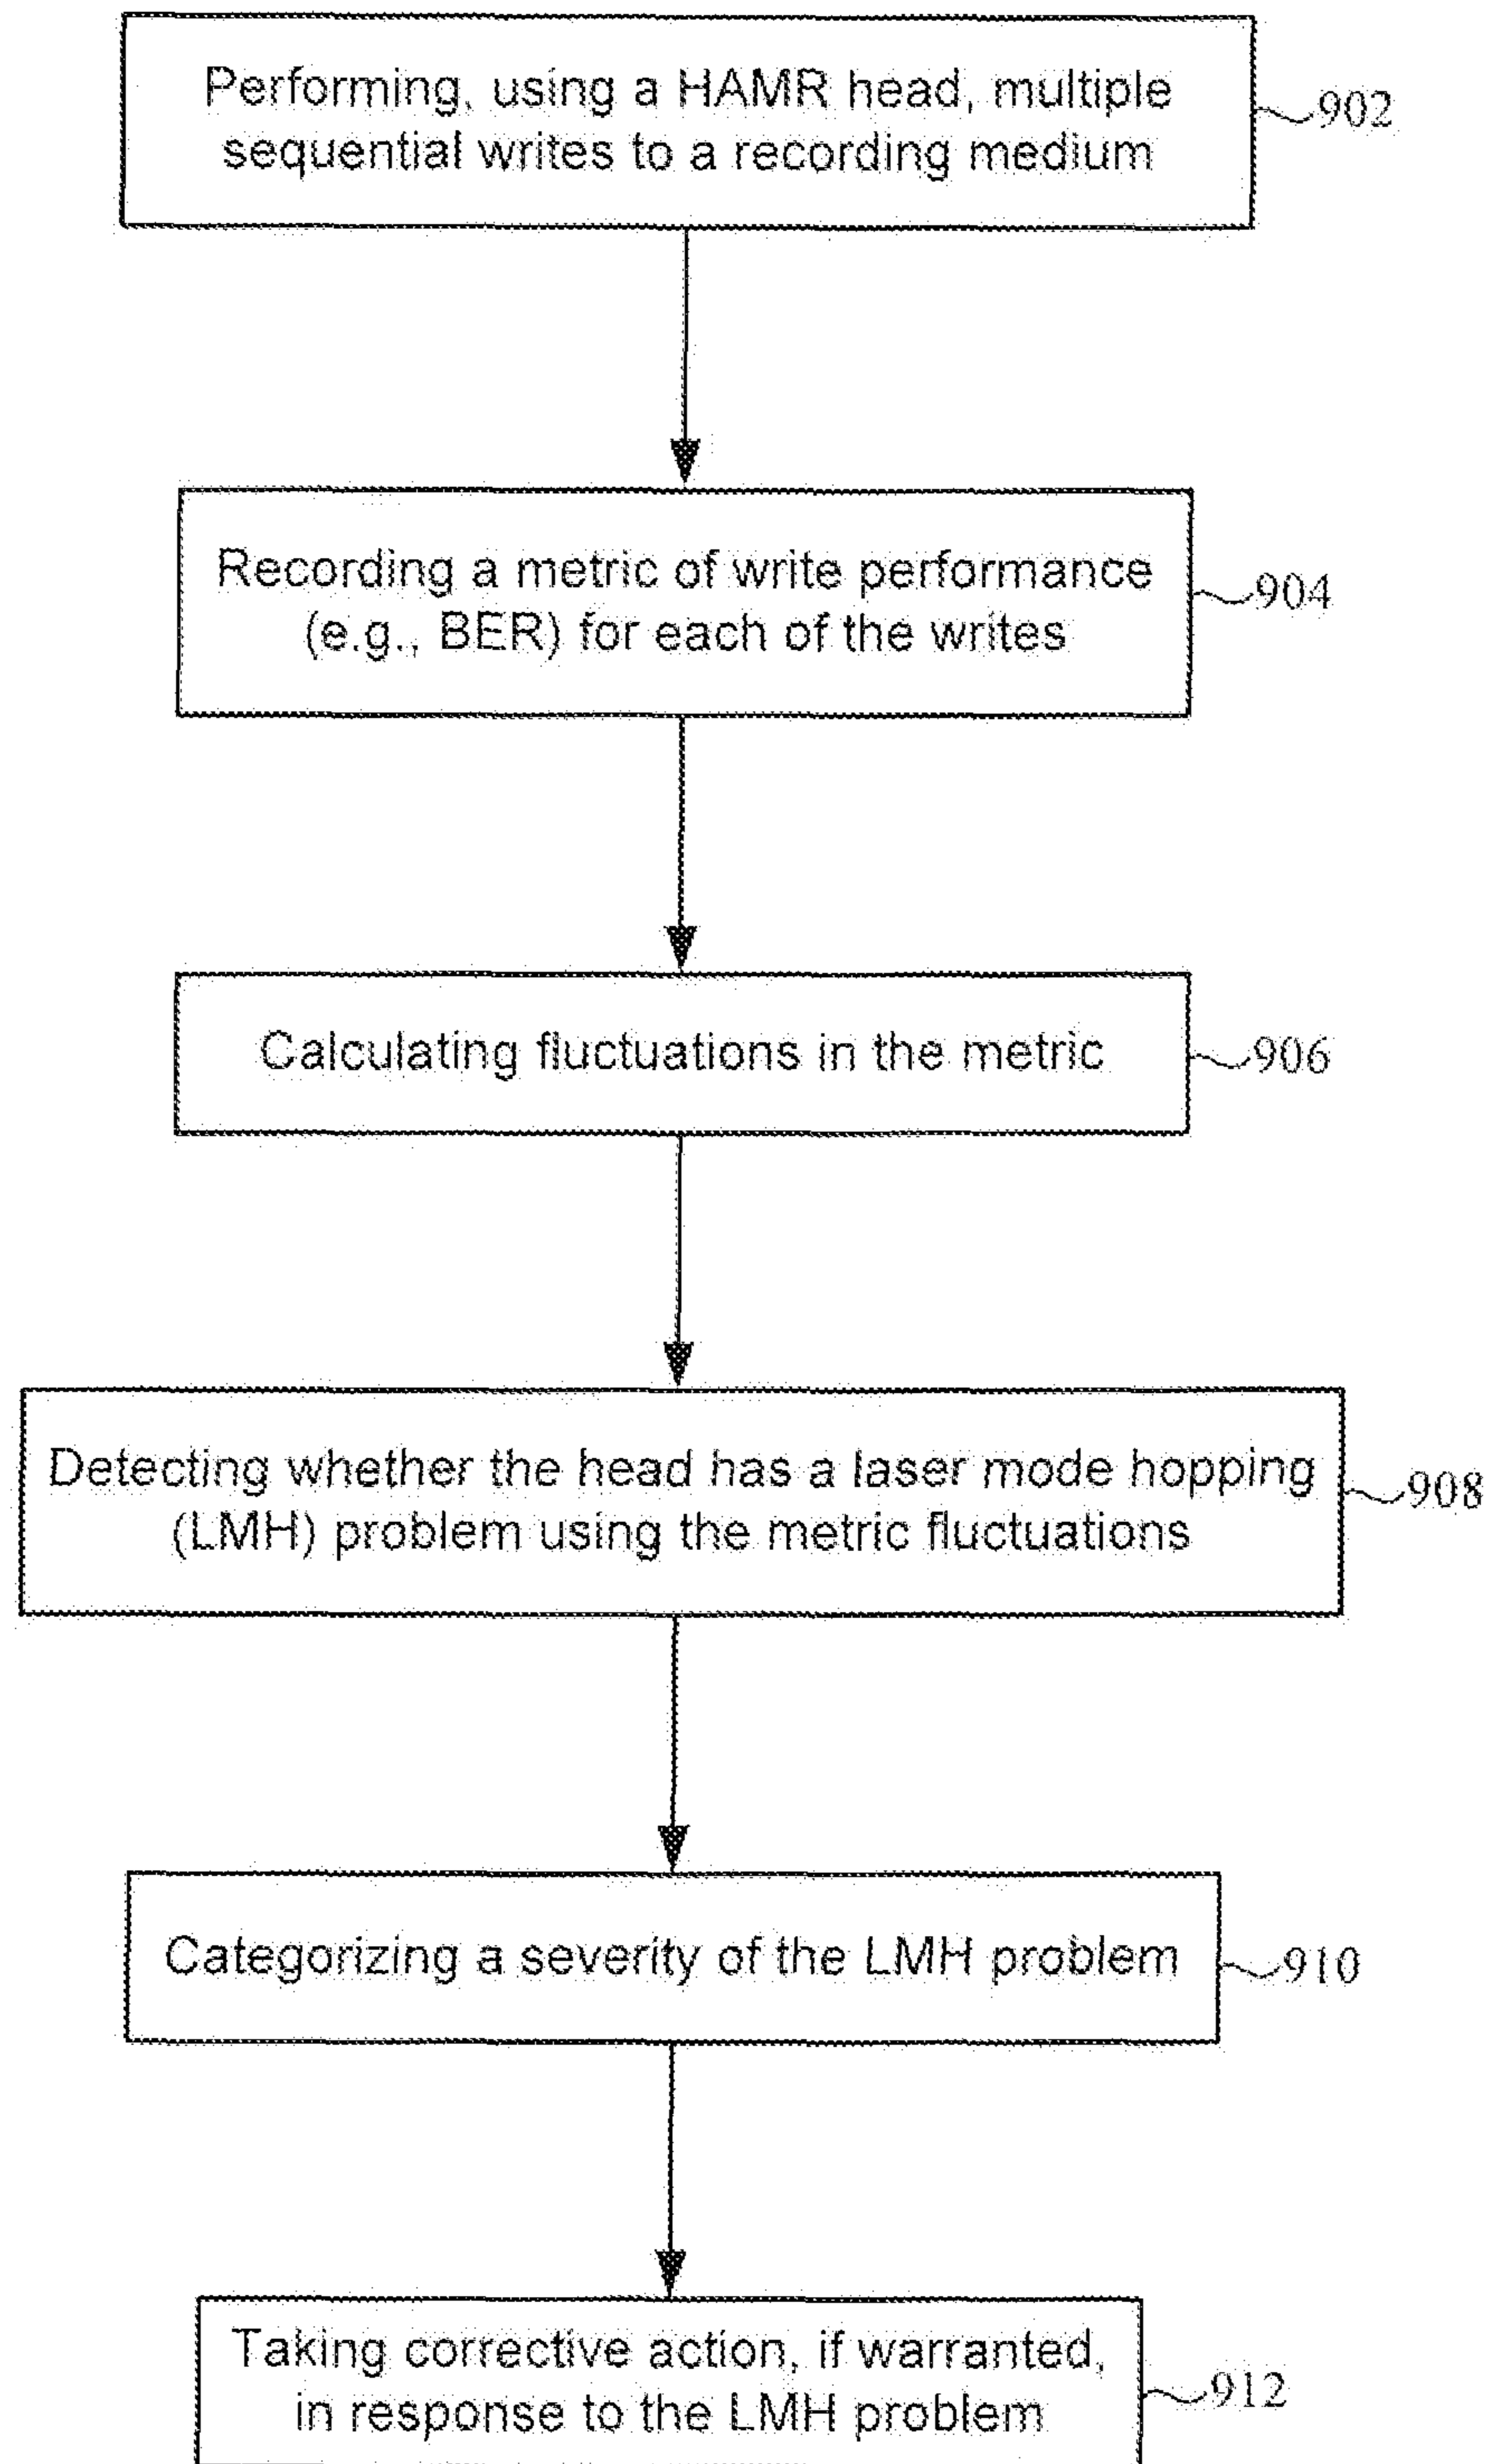 Performing, using a HAMR head, multiple
sequential writes to a recording medium
902
Recording a metric of write performance
(e.g., BER) for each of the writes
904
Calculating fluctuations in the metric
906
Detecting whether the head has a laser mode hopping
(LMH) problem using the metric fluctuations
908
Categorizing a severity of the LMH problem
910
Taking corrective action, if warranted,
in response to the LMH problem
912